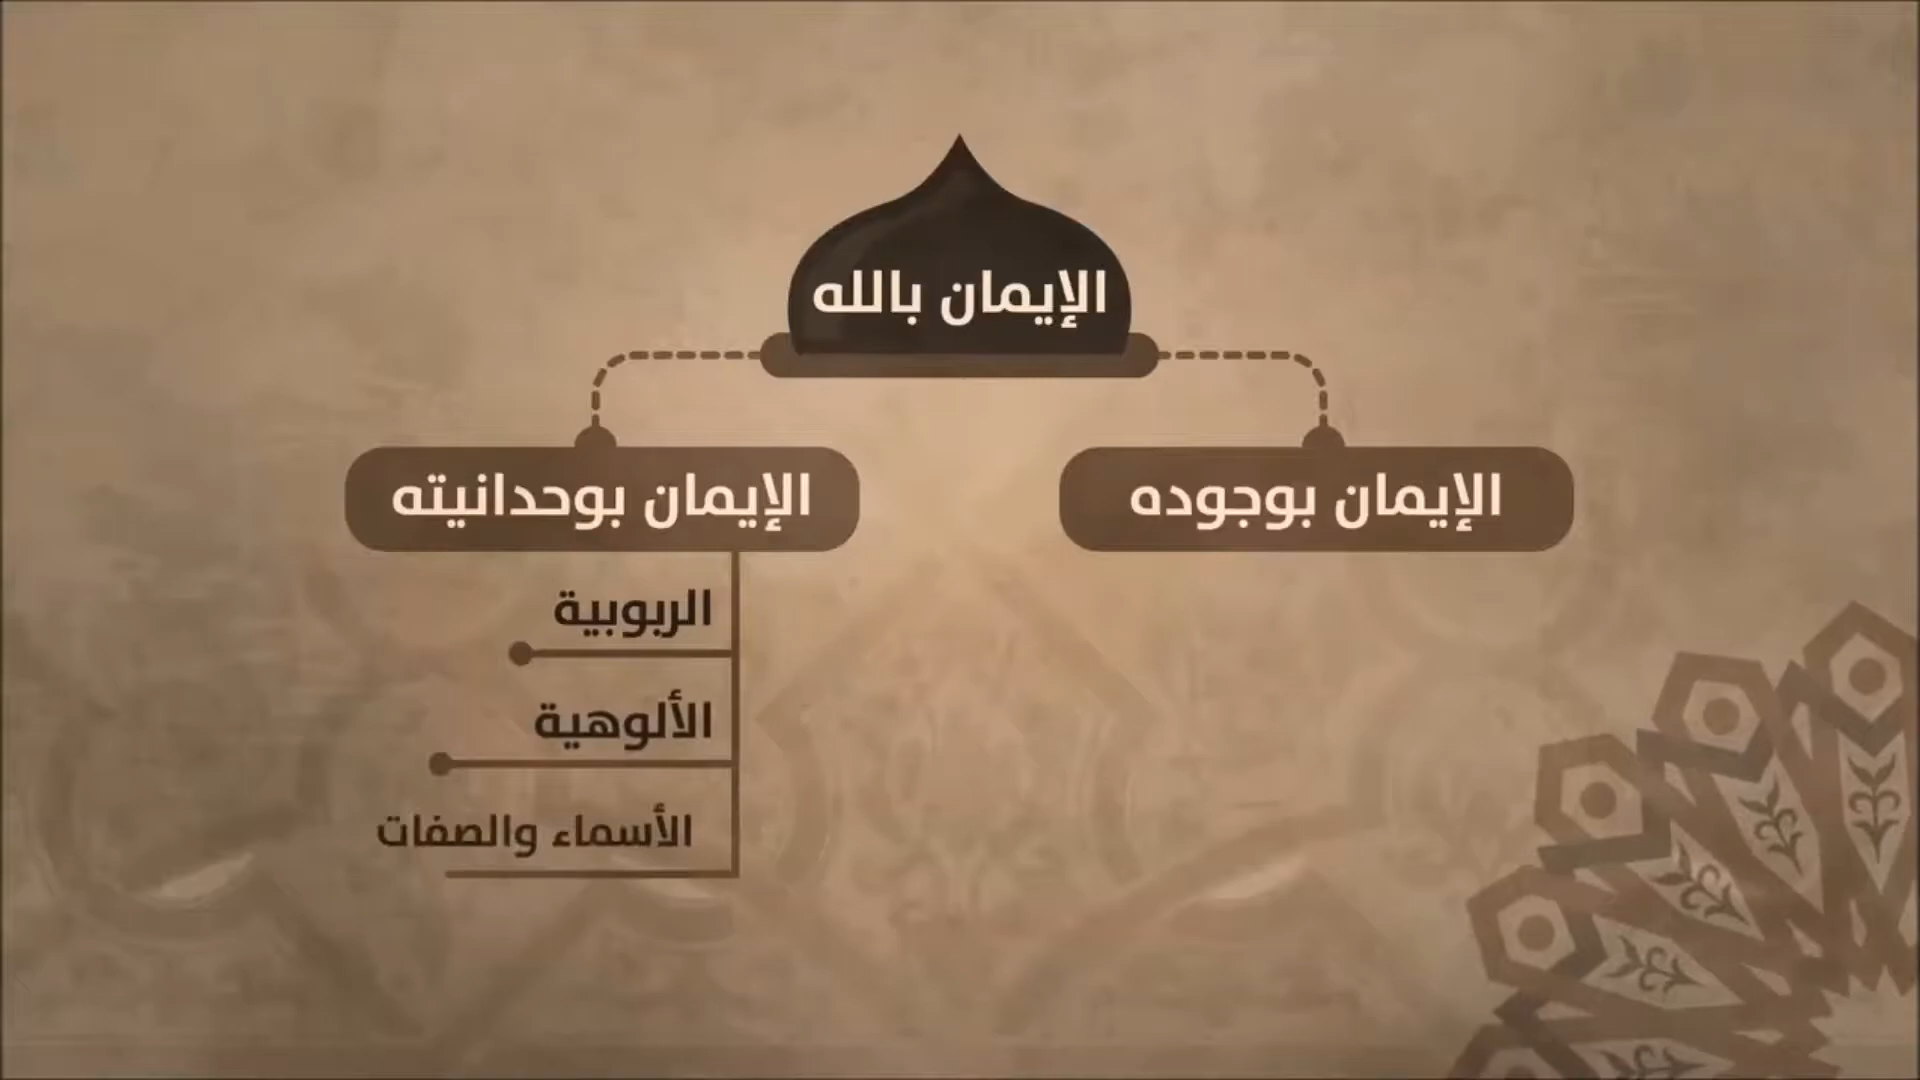 الإيمان بالله
الإيمان بوجوده
الإيمان بوحدانيته
الربوبية
الألوهية
الأسماء والصفات